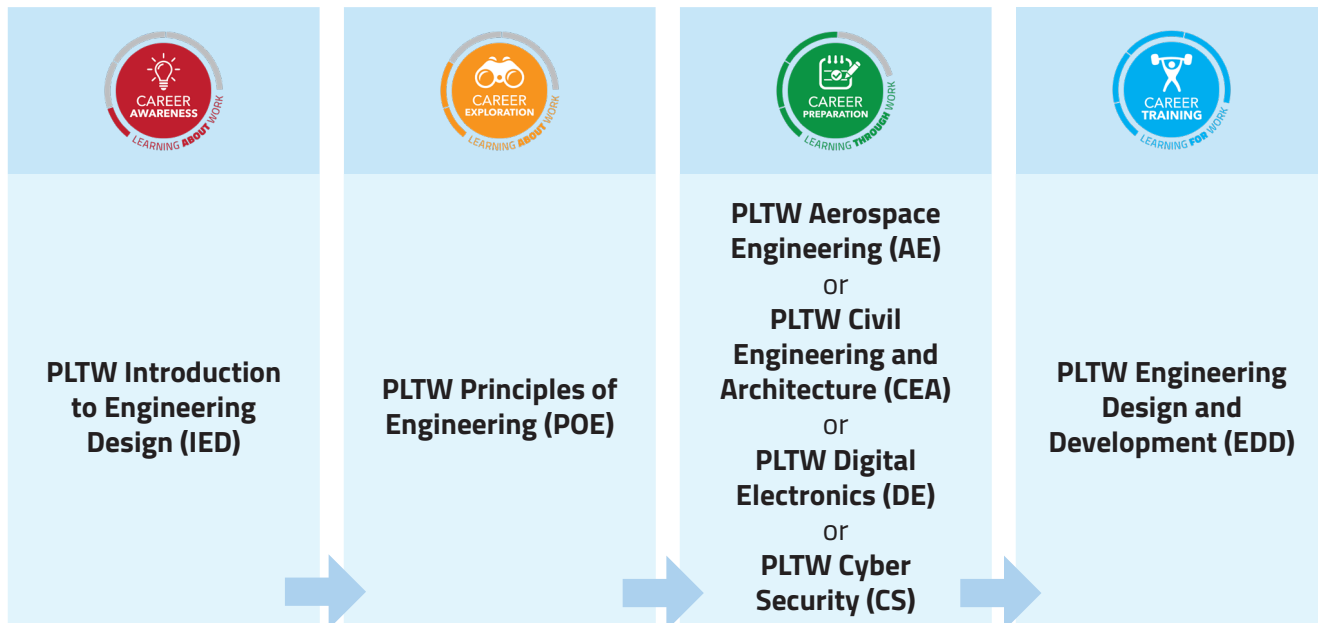 CAREER
AWARENESS
LEARNING ABOUT WORK
CAREER
EXPLORATION
LEARNING ABOUT WORK
CAREER
PREPARATION
LEARNING THROUGH WORK
CAREER
TRAINING
LEARNING FOR WORK
PLTW Introduction
to Engineering
Design (IED)
PLTW Principles of
Engineering (POE)
PLTW Aerospace
Engineering (AE)
or
PLTW Civil
Engineering and
Architecture (CEA)
or
PLTW Digital
Electronics (DE)
or
PLTW Cyber
Security (CS)
PLTW Engineering
Design and
Development (EDD)